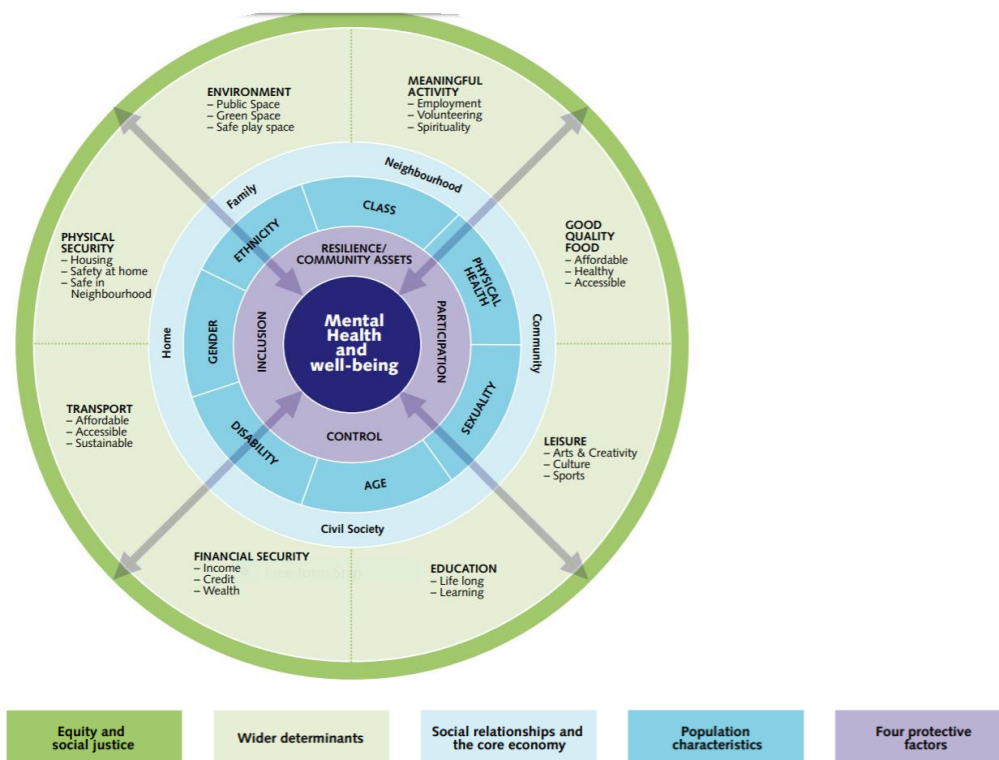 ENVIRONMENT
– Public Space
– Green Space
– Safe play space
MEANINGFUL
ACTIVITY
– Employment
– Volunteering
– Spirituality
PHYSICAL
SECURITY
– Housing
– Safety at home
– Safe in
Neighbourhood
GOOD
QUALITY
FOOD
– Affordable
– Healthy
– Accessible
TRANSPORT
– Affordable
– Accessible
– Sustainable
LEISURE
– Arts & Creativity
– Culture
– Sports
FINANCIAL SECURITY
– Income
– Credit
– Wealth
EDUCATION
– Life long
– Learning
Family
Neighbourhood
Home
Community
Civil Society
ETHNICITY
CLASS
PHYSICAL
HEALTH
GENDER
SEXUALITY
DISABILITY
AGE
RESILIENCE/
COMMUNITY ASSETS
INCLUSION
PARTICIPATION
CONTROL
Mental
Health
and
well-being
Equity and
social justice
Wider determinants
Social relationships and
the core economy
Population
characteristics
Four protective
factors